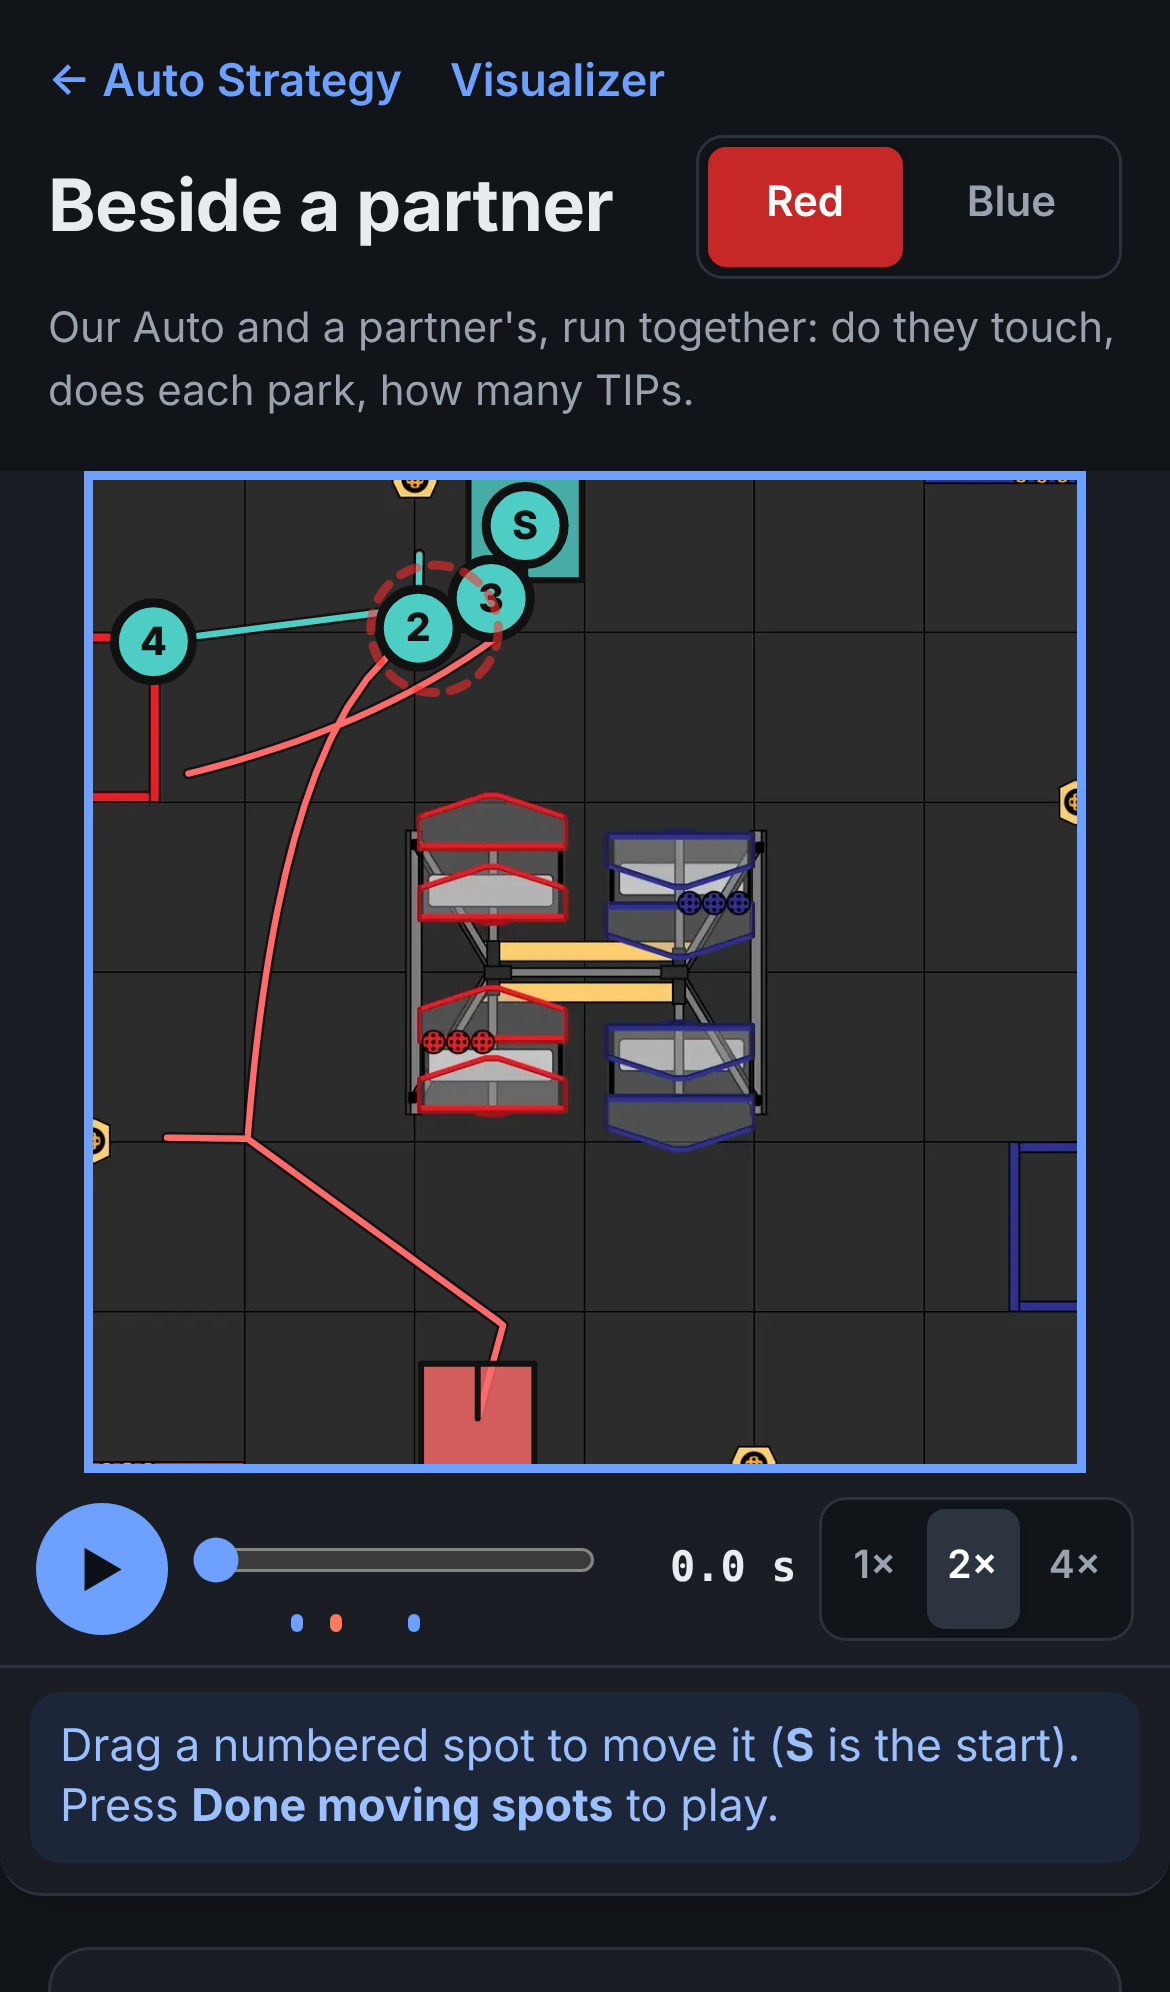 ← Auto Strategy Visualizer
Beside a partner
Red Blue
Our Auto and a partner's, run together: do they touch,
does each park, how many TIPs.
S
3
2
4
0.0 s
1× 2× 4×
Drag a numbered spot to move it (S is the start).
Press Done moving spots to play.